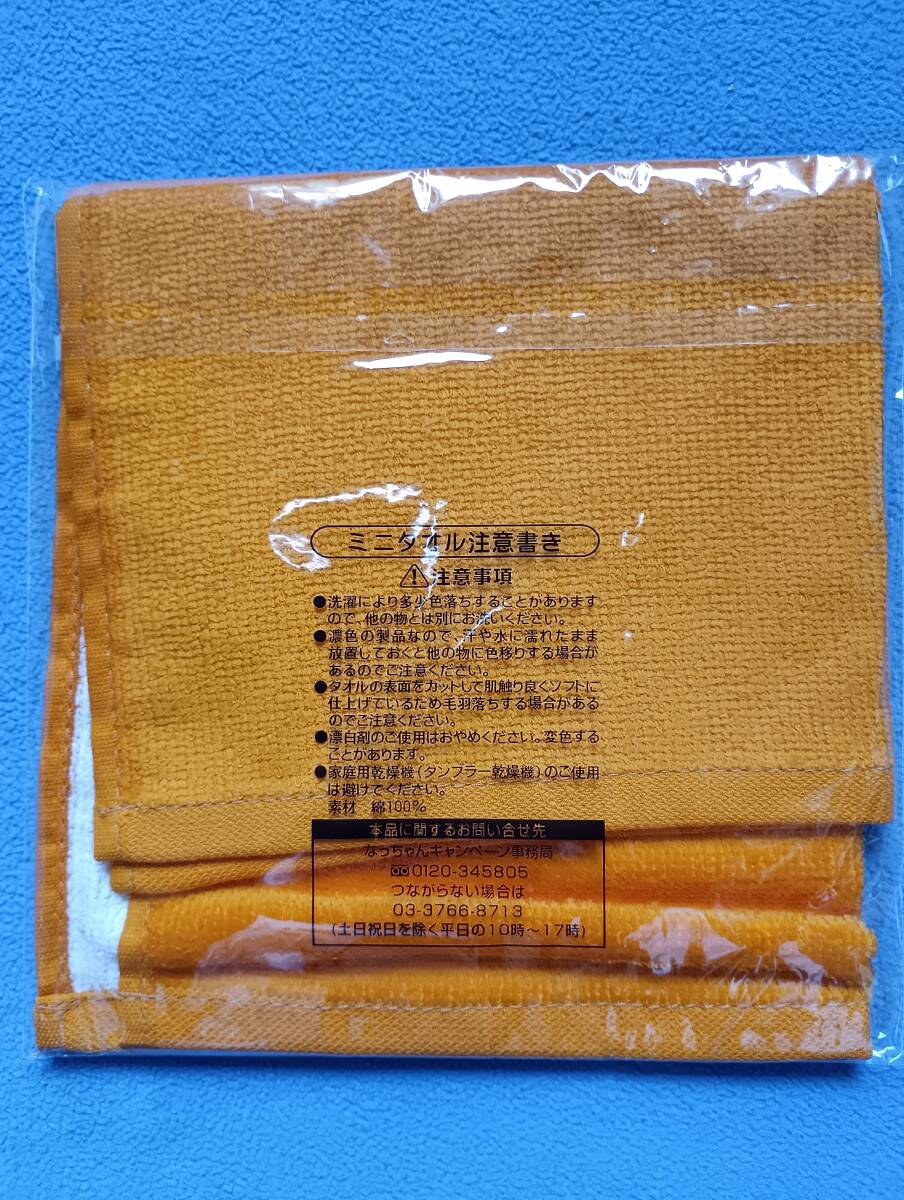 ミニタオル注意書き
⚠注意事項
●洗濯により多少色落ちすることがあります
ので、他の物とは別にお洗いください。
●濃色の製品なので、汗や水に濡れたまま
放置しておくと他の物に色移りする場合が
あるのでご注意ください。
●タオルの表面をカットして肌触り良くソフトに
仕上げているため毛羽落ちする場合がある
のでご注意ください。
●漂白剤のご使用はおやめください。変色する
ことがあります。
●家庭用乾燥機(タンブラー乾燥機)のご使用
は避けてください。
素材 綿100%
本品に関するお問い合せ先
なっちゃんキャンペーン事務局
0120-345805
つながらない場合は
03-3766-8713
(土日祝日を除く平日の10時〜17時)